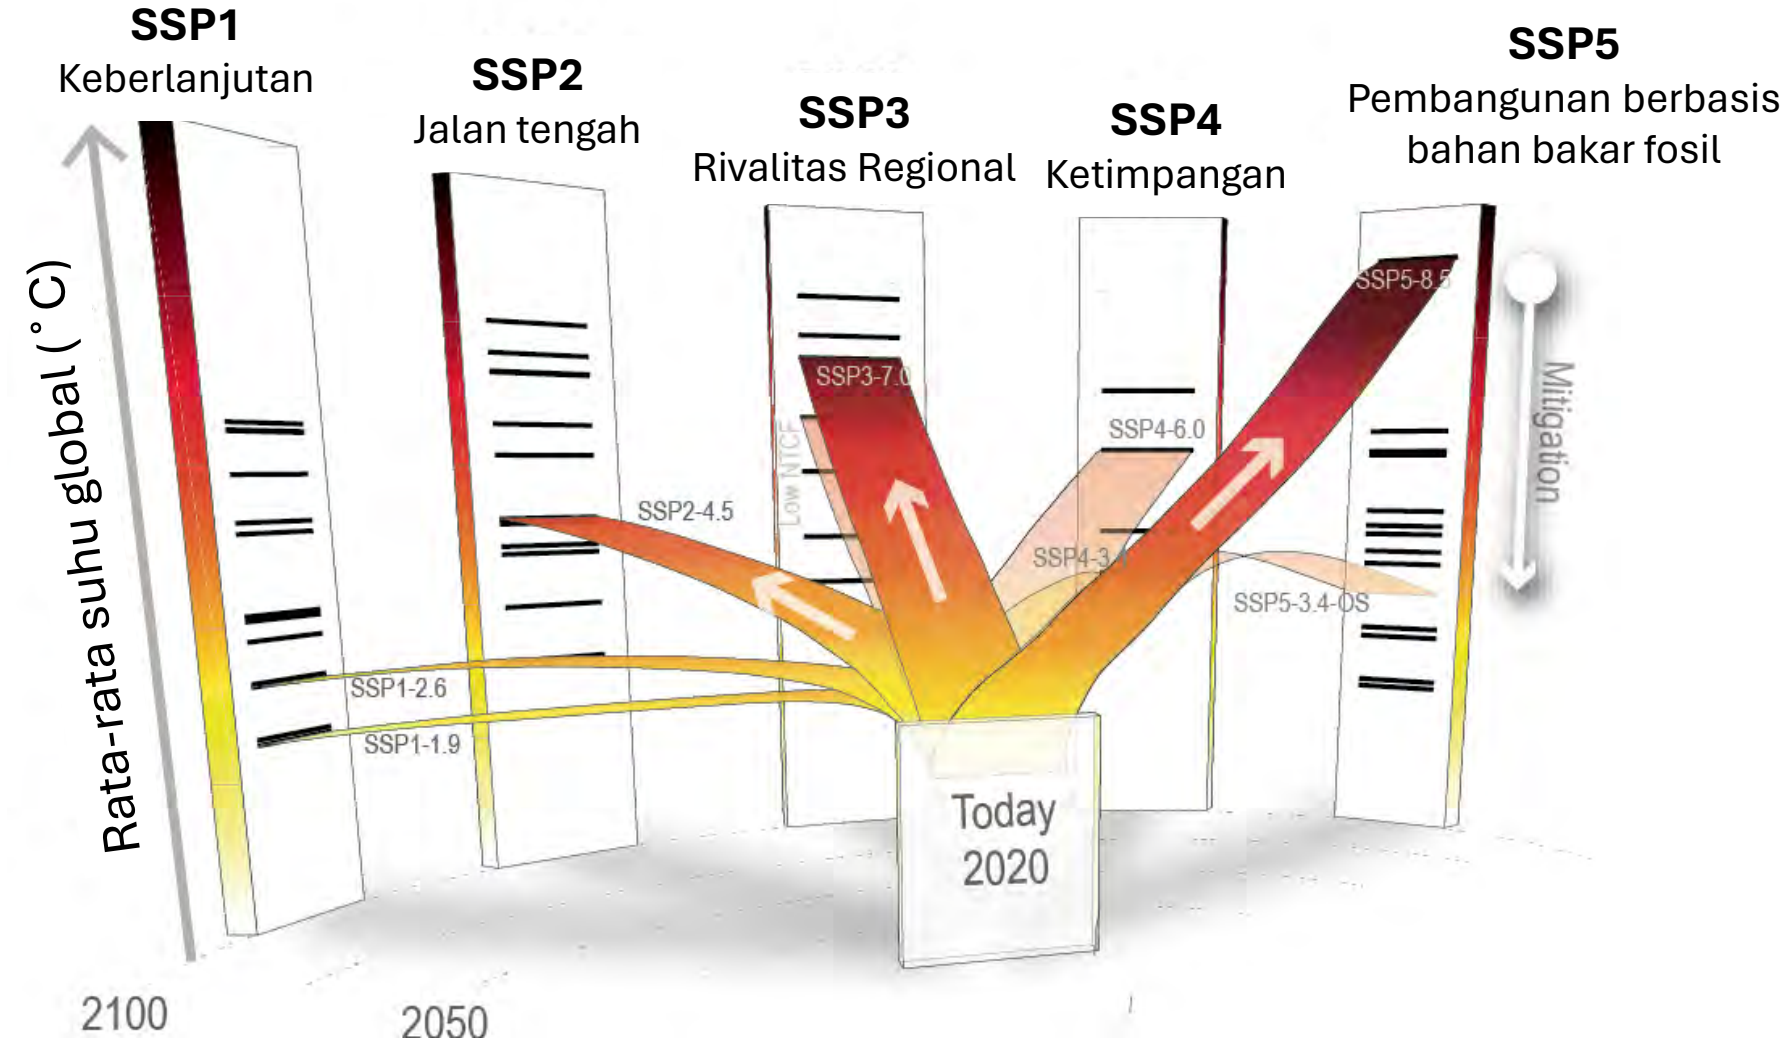 SSP1
Keberlanjutan
SSP2
Jalan tengah
SSP3
Rivalitas Regional
SSP4
Ketimpangan
SSP5
Pembangunan berbasis
bahan bakar fosil
Rata-rata suhu global (°C)
SSP5-8.5
SSP3-7.0
SSP4-6.0
Low NTCF
Mitigation
SSP2-4.5
SSP4-3.4
SSP5-3.4-OS
SSP1-2.6
SSP1-1.9
Today
2020
2100
2050